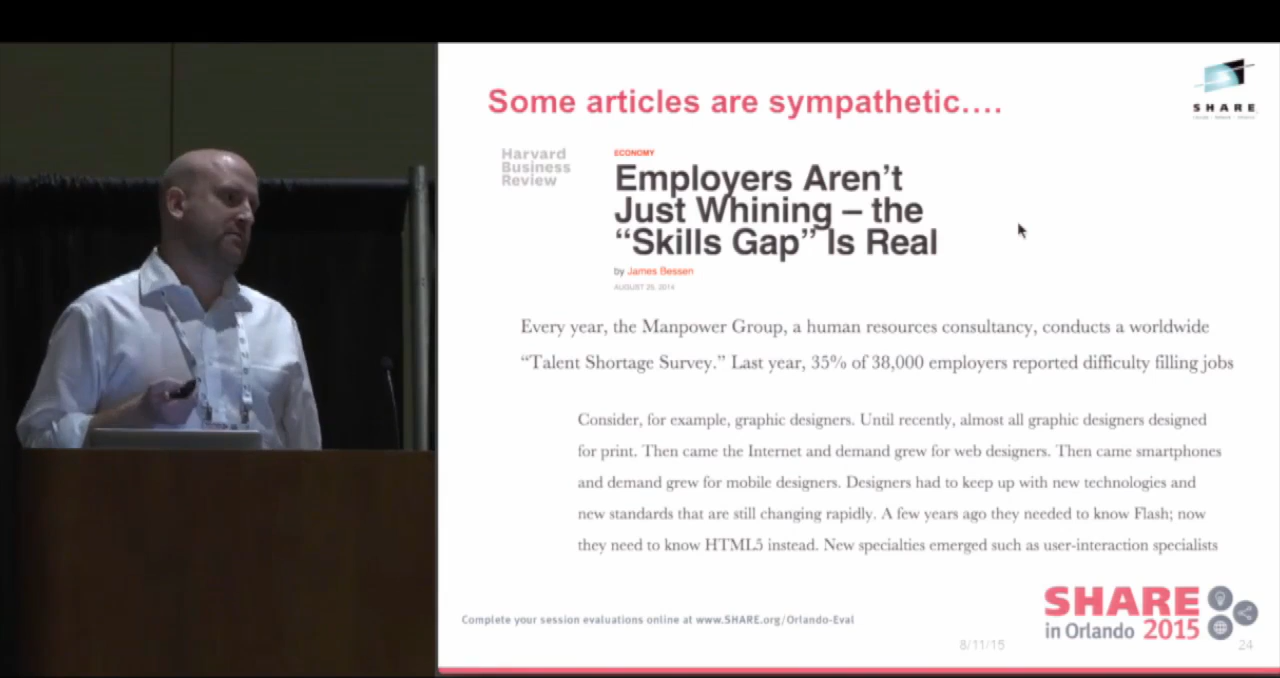 Some articles are sympathetic….
SHARE
Harvard
Business
Review
ECONOMY
Employers Aren't
Just Whining – the
“Skills Gap” Is Real
by James Bessen
AUGUST 25, 2014
Every year, the Manpower Group, a human resources consultancy, conducts a worldwide
“Talent Shortage Survey.” Last year, 35% of 38,000 employers reported difficulty filling jobs
Consider, for example, graphic designers. Until recently, almost all graphic designers designed
for print. Then came the Internet and demand grew for web designers. Then came smartphones
and demand grew for mobile designers. Designers had to keep up with new technologies and
new standards that are still changing rapidly. A few years ago they needed to know Flash; now
they need to know HTML5 instead. New specialties emerged such as user-interaction specialists
Complete your session evaluations online at www.SHARE.org/Orlando-Eval
SHARE
in Orlando 2015
8/11/15
24